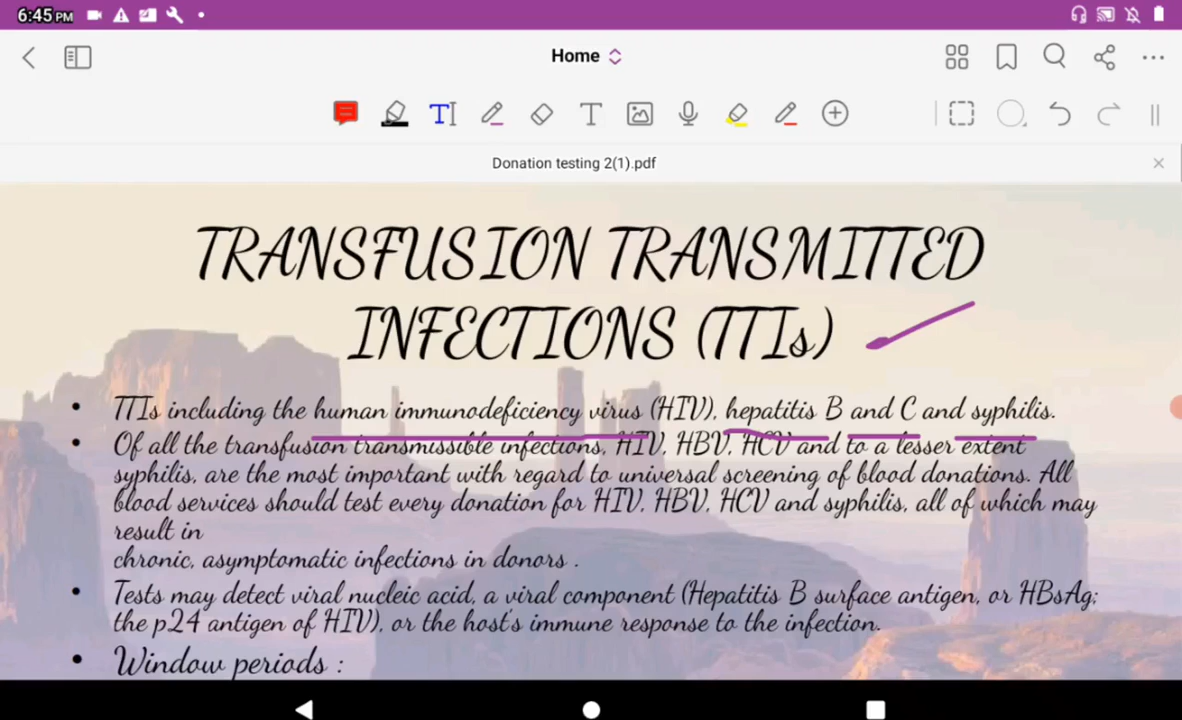 6:45 PM
Home
Donation testing 2(1).pdf
TRANSFUSION TRANSMITTED
INFECTIONS (TTIs)
• TTIs including the human immunodeficiency virus (HIV), hepatitis B and C and syphilis.
• Of all the transfusion transmissible infections, HIV, HBV, HCV and to a lesser extent
syphilis, are the most important with regard to universal screening of blood donations. All
blood services should test every donation for HIV, HBV, HCV and syphilis, all of which may
result in
chronic, asymptomatic infections in donors .
• Tests may detect viral nucleic acid, a viral component (Hepatitis B surface antigen, or HBsAg;
the p24 antigen of HIV), or the host's immune response to the infection.
• Window periods :